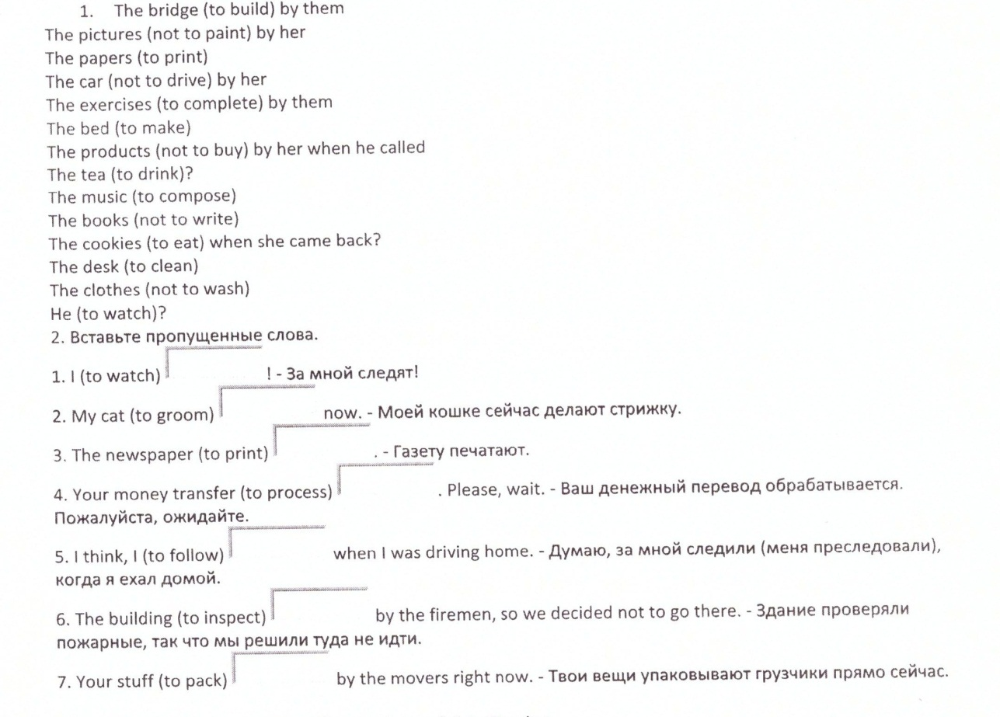 1. The bridge (to build) by them
The pictures (not to paint) by her
The papers (to print)
The car (not to drive) by her
The exercises (to complete) by them
The bed (to make)
The products (not to buy) by her when he called
The tea (to drink)?
The music (to compose)
The books (not to write)
The cookies (to eat) when she came back?
The desk (to clean)
The clothes (not to wash)
He (to watch)?
2. Вставьте пропущенные слова.
1. I (to watch) ! - За мной следят!
2. My cat (to groom) now. - Моей кошке сейчас делают стрижку.
3. The newspaper (to print) . - Газету печатают.
4. Your money transfer (to process) . Please, wait. - Ваш денежный перевод обрабатывается.
Пожалуйста, ожидайте.
5. I think, I (to follow) when I was driving home. - Думаю, за мной следили (меня преследовали),
когда я ехал домой.
6. The building (to inspect) by the firemen, so we decided not to go there. - Здание проверяли
пожарные, так что мы решили туда не идти.
7. Your stuff (to pack) by the movers right now. - Твои вещи упаковывают грузчики прямо сейчас.